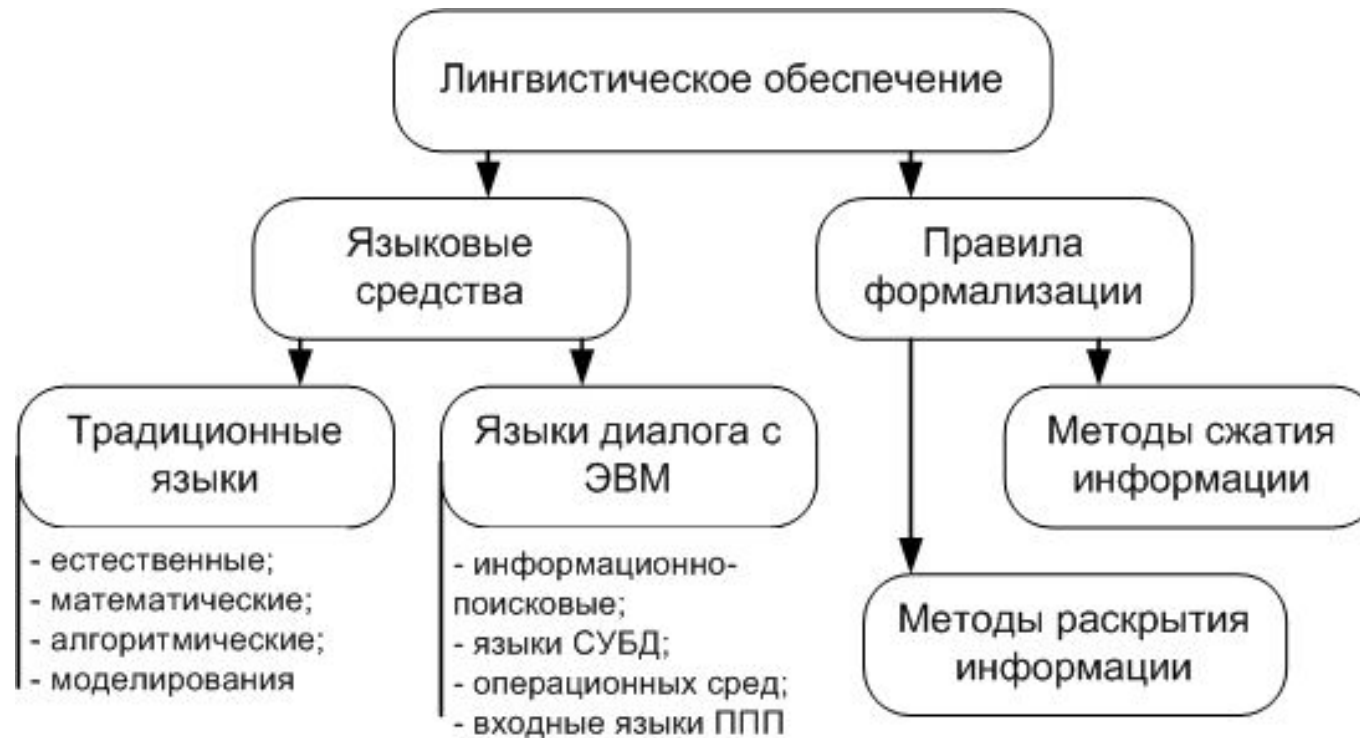 Лингвистическое обеспечение
Языковые
средства
Правила
формализации
Традиционные
языки
Языки диалога с
ЭВМ
Методы сжатия
информации
- естественные;
- математические;
- алгоритмические;
- моделирования
- информационно-
поисковые;
- языки СУБД;
- операционных сред;
- входные языки ППП
Методы раскрытия
информации